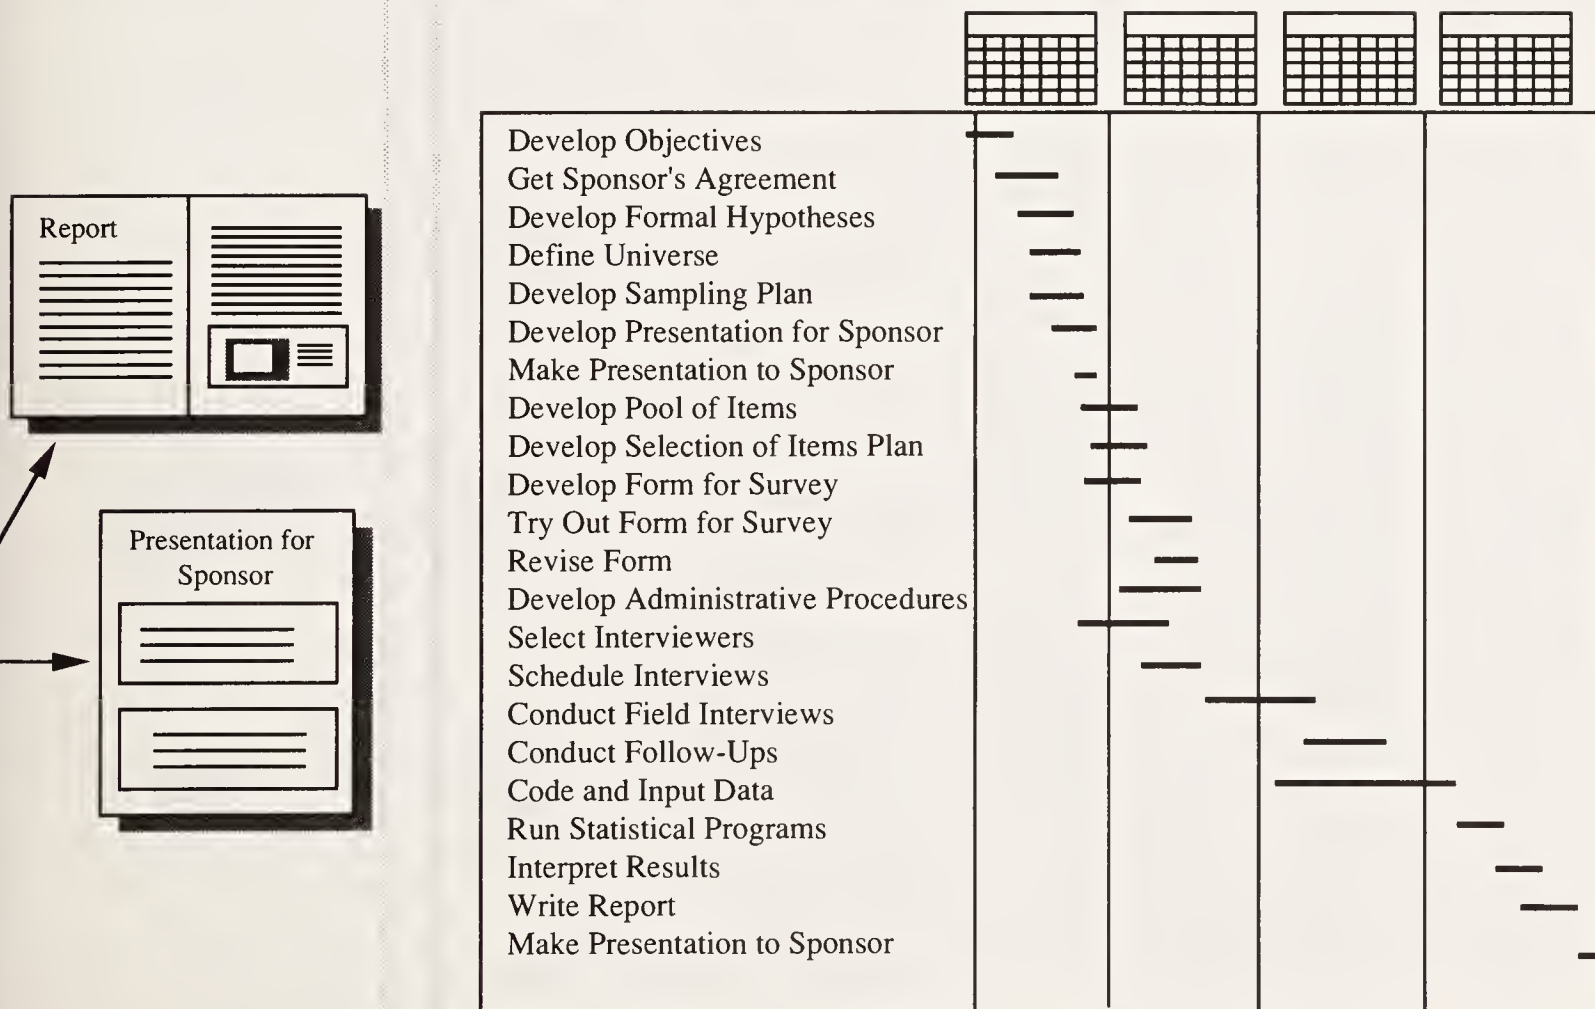 Report
Presentation for
Sponsor
Develop Objectives
Get Sponsor's Agreement
Develop Formal Hypotheses
Define Universe
Develop Sampling Plan
Develop Presentation for Sponsor
Make Presentation to Sponsor
Develop Pool of Items
Develop Selection of Items Plan
Develop Form for Survey
Try Out Form for Survey
Revise Form
Develop Administrative Procedures
Select Interviewers
Schedule Interviews
Conduct Field Interviews
Conduct Follow-Ups
Code and Input Data
Run Statistical Programs
Interpret Results
Write Report
Make Presentation to Sponsor